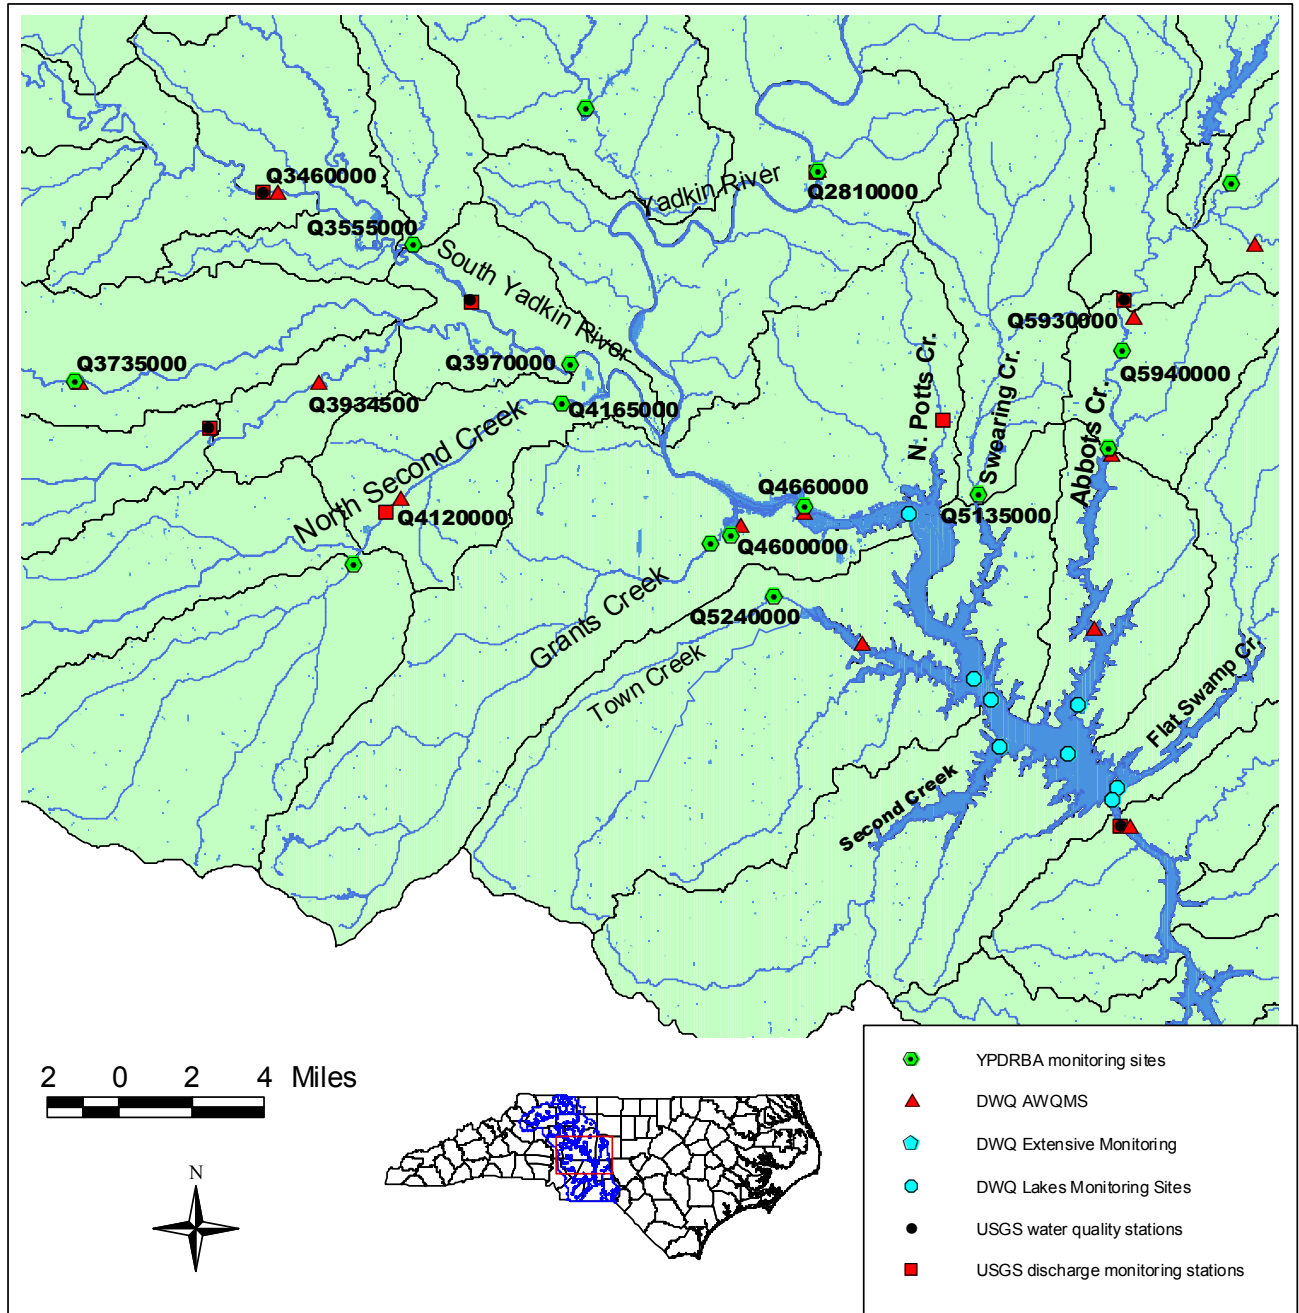 Q3460000
Yadkin River
Q2810000
Q3555000
South Yadkin River
Q5930000
Q3735000
Q3970000
Q5940000
Q3934500
Q4165000
N. Potts Cr.
Swearing Cr.
Abbots Cr.
North Second Creek
Q4120000
Q4660000
Q5135000
Q4600000
Grants Creek
Q5240000
Town Creek
Flat Swamp Cr.
Second Creek
2 0 2 4 Miles
N
YPDRBA monitoring sites
DWQ AWQMS
DWQ Extensive Monitoring
DWQ Lakes Monitoring Sites
USGS water quality stations
USGS discharge monitoring stations